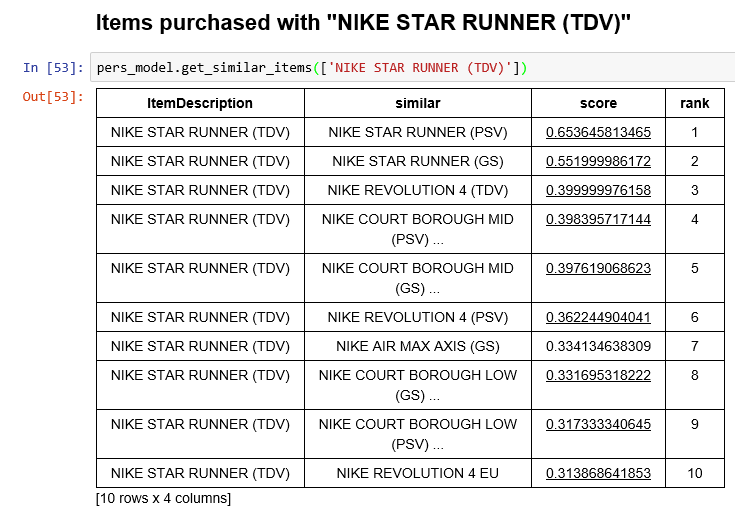 Items purchased with "NIKE STAR RUNNER (TDV)"
In [53]: pers_model.get_similar_items(['NIKE STAR RUNNER (TDV)'])
Out[53]:
ItemDescription similar score rank
NIKE STAR RUNNER (TDV) NIKE STAR RUNNER (PSV) 0.653645813465 1
NIKE STAR RUNNER (TDV) NIKE STAR RUNNER (GS) 0.551999986172 2
NIKE STAR RUNNER (TDV) NIKE REVOLUTION 4 (TDV) 0.399999976158 3
NIKE STAR RUNNER (TDV) NIKE COURT BOROUGH MID 0.398395717144 4
(PSV) ...
NIKE STAR RUNNER (TDV) NIKE COURT BOROUGH MID 0.397619068623 5
(GS) ...
NIKE STAR RUNNER (TDV) NIKE REVOLUTION 4 (PSV) 0.362244904041 6
NIKE STAR RUNNER (TDV) NIKE AIR MAX AXIS (GS) 0.334134638309 7
NIKE STAR RUNNER (TDV) NIKE COURT BOROUGH LOW 0.331695318222 8
(GS) ...
NIKE STAR RUNNER (TDV) NIKE COURT BOROUGH LOW 0.317333340645 9
(PSV) ...
NIKE STAR RUNNER (TDV) NIKE REVOLUTION 4 EU 0.313868641853 10
[10 rows x 4 columns]